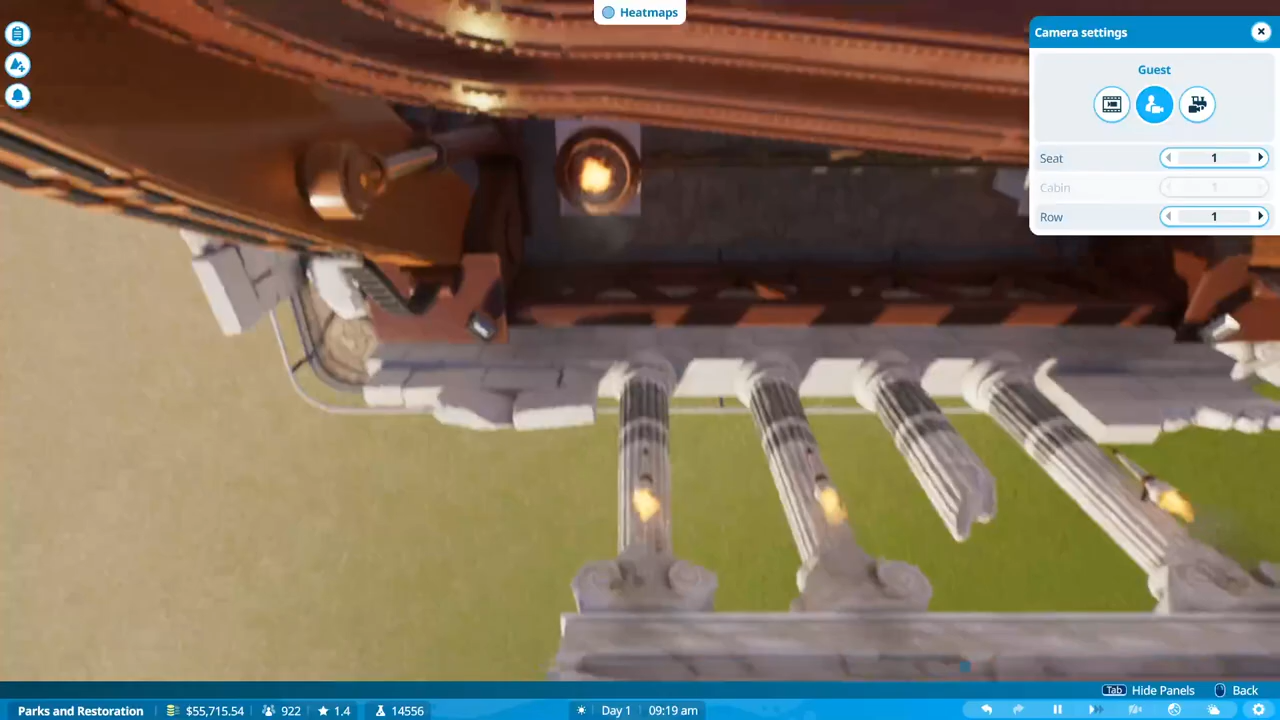 Heatmaps
Camera settings
Guest
Seat 1
Cabin 1
Row 1
Tab Hide Panels Back
Parks and Restoration $55,715.54 922 1.4 14556 Day 1 09:19 am